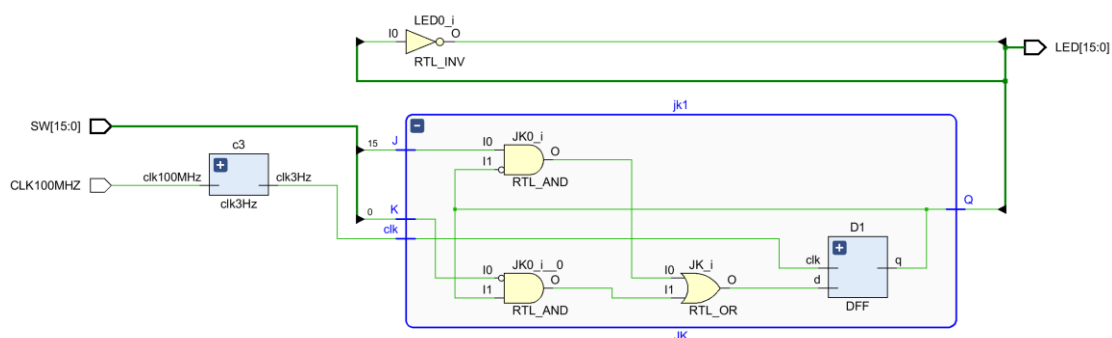 LED0_i
I0
O
RTL_INV
LED[15:0]
jk1
SW[15:0]
c3
CLK100MHZ
clk100MHz
clk3Hz
clk3Hz
15
J
0
K
clk
JK0_i
I0
I1
O
RTL_AND
Q
JK0_i__0
I0
I1
O
RTL_AND
JK_i
I0
I1
O
RTL_OR
D1
clk
d
q
DFF
JK